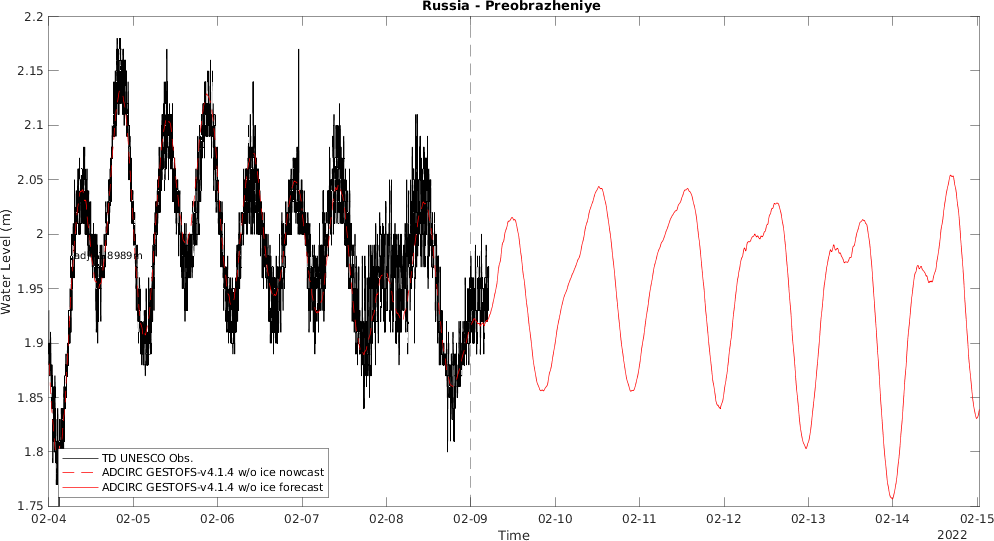 Russia - Preobrazheniye
Water Level (m)
2.2
2.15
2.1
2.05
2
1.95
1.9
1.85
1.8
1.75
8989m
TD UNESCO Obs.
ADCIRC GESTOFS-v4.1.4 w/o ice nowcast
ADCIRC GESTOFS-v4.1.4 w/o ice forecast
02-04 02-05 02-06 02-07 02-08 02-09 02-10 02-11 02-12 02-13 02-14 02-15
Time
2022